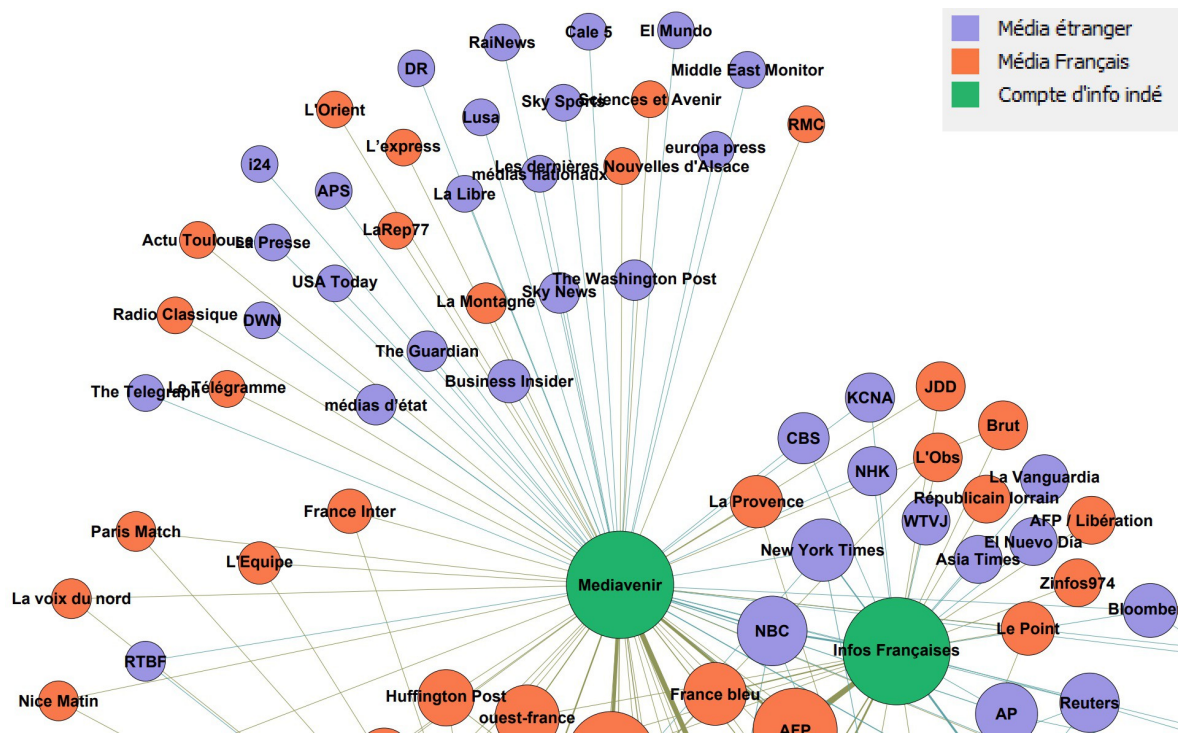 Média étranger
Média Français
Compte d'info indé
RaiNews
Cale 5
El Mundo
DR
Middle East Monitor
L'Orient
Lusa
Sky Sports
Sciences et Avenir
RMC
L'express
i24
europa press
Les dernières Nouvelles d'Alsace
médias nationaux
APS
La Libre
LaRep77
Actu Toulouse
La Presse
USA Today
Sky News
The Washington Post
La Montagne
Radio Classique
DWN
The Guardian
Business Insider
The Telegraph
Le Télégramme
médias d'état
KCNA
JDD
CBS
Brut
L'Obs
NHK
La Vanguardia
La Provence
Républicain lorrain
France Inter
WTVJ
AFP / Libération
Paris Match
New York Times
El Nuevo Día
Asia Times
L'Equipe
Mediavenir
Zinfos974
La voix du nord
Bloomber
NBC
Le Point
Infos Françaises
RTBF
Nice Matin
Huffington Post
France bleu
Reuters
ouest-france
AP
AFP